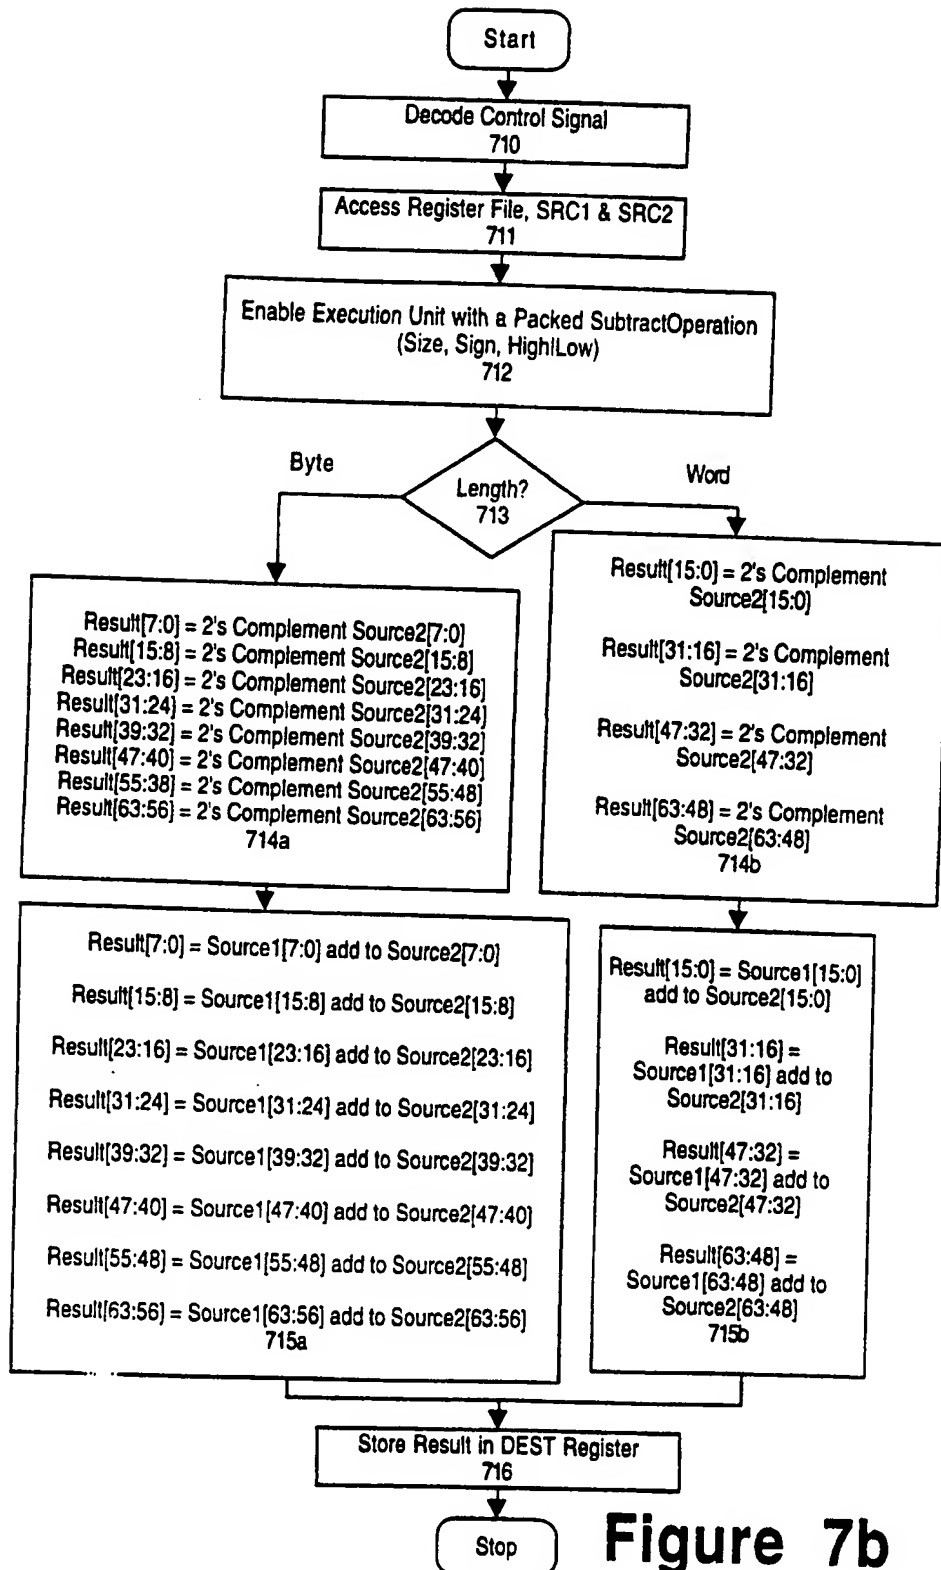 Start
Decode Control Signal
710
Access Register File, SRC1 & SRC2
711
Enable Execution Unit with a Packed SubtractOperation
(Size, Sign, High|Low)
712
Byte
Length?
713
Word
Result[7:0] = 2's Complement Source2[7:0]
Result[15:8] = 2's Complement Source2[15:8]
Result[23:16] = 2's Complement Source2[23:16]
Result[31:24] = 2's Complement Source2[31:24]
Result[39:32] = 2's Complement Source2[39:32]
Result[47:40] = 2's Complement Source2[47:40]
Result[55:38] = 2's Complement Source2[55:48]
Result[63:56] = 2's Complement Source2[63:56]
714a
Result[15:0] = 2's Complement
Source2[15:0]
Result[31:16] = 2's Complement
Source2[31:16]
Result[47:32] = 2's Complement
Source2[47:32]
Result[63:48] = 2's Complement
Source2[63:48]
714b
Result[7:0] = Source1[7:0] add to Source2[7:0]
Result[15:8] = Source1[15:8] add to Source2[15:8]
Result[23:16] = Source1[23:16] add to Source2[23:16]
Result[31:24] = Source1[31:24] add to Source2[31:24]
Result[39:32] = Source1[39:32] add to Source2[39:32]
Result[47:40] = Source1[47:40] add to Source2[47:40]
Result[55:48] = Source1[55:48] add to Source2[55:48]
Result[63:56] = Source1[63:56] add to Source2[63:56]
715a
Result[15:0] = Source1[15:0]
add to Source2[15:0]
Result[31:16] =
Source1[31:16] add to
Source2[31:16]
Result[47:32] =
Source1[47:32] add to
Source2[47:32]
Result[63:48] =
Source1[63:48] add to
Source2[63:48]
715b
Store Result in DEST Register
716
Stop
Figure 7b